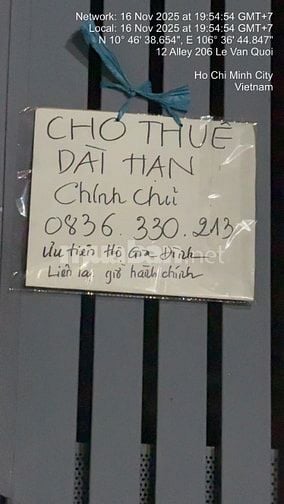 Network: 16 Nov 2025 at 19:54:54 GMT+7
Local: 16 Nov 2025 at 19:54:54 GMT+7
N 10° 46' 38.654", E 106° 36' 44.847"
12 Alley 206 Le Van Quoi
Ho Chi Minh City
Vietnam
CHO THUÊ
DÀI HẠN
Chính chủ
0836.330.213
Ưu tiên Hộ Gia Đình
Liên lạc giờ hành chính